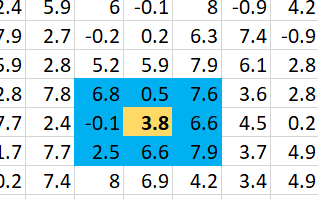 2.4 5.9 6 -0.1 8 -0.9 4.2
7.9 2.7 -0.2 0.2 6.3 7.4 -0.9
5.9 2.8 5.2 5.9 7.9 6.1 2.8
2.8 7.8 6.8 0.5 7.6 3.6 2.8
7.7 2.4 -0.1 3.8 6.6 4.5 0.2
1.7 7.7 2.5 6.6 7.9 3.7 4.9
0.2 7.4 8 6.9 4.2 3.4 4.9